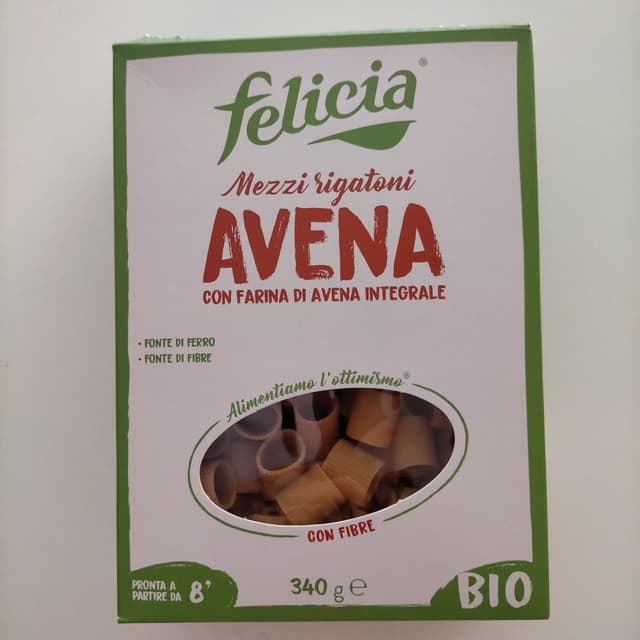 felicia®
Mezzi rigatoni
AVENA
CON FARINA DI AVENA INTEGRALE
• FONTE DI FERRO
• FONTE DI FIBRE
Alimentiamo l'ottimismo®
CON FIBRE
PRONTA A
PARTIRE DA 8'
340 g ℮
BIO